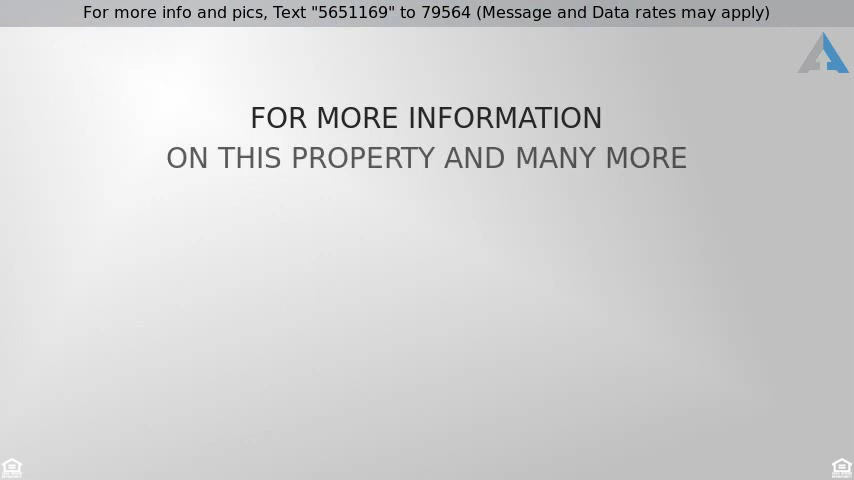 For more info and pics, Text "5651169" to 79564 (Message and Data rates may apply)
FOR MORE INFORMATION
ON THIS PROPERTY AND MANY MORE